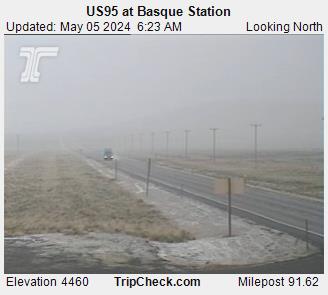 US95 at Basque Station
Updated: May 05 2024 6:23 AM Looking North
Elevation 4460 TripCheck.com Milepost 91.62